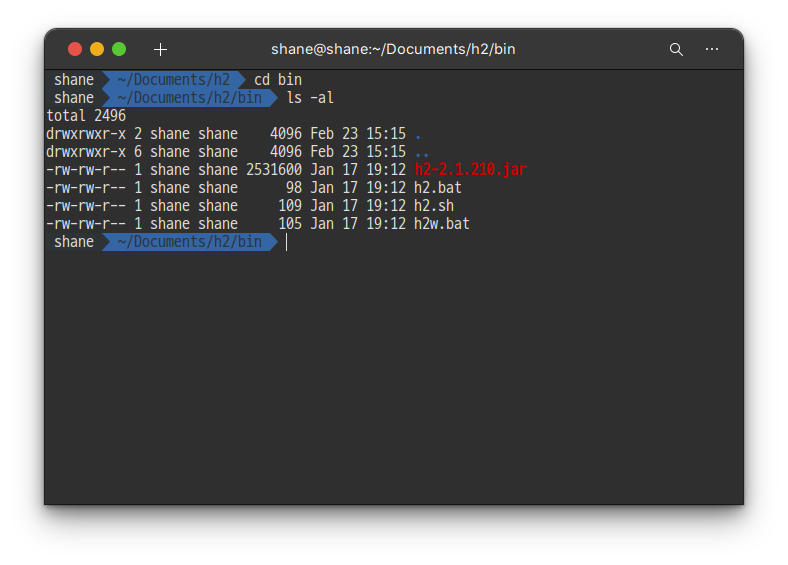 shane@shane:~/Documents/h2/bin
shane ~/Documents/h2 cd bin
shane ~/Documents/h2/bin ls -al
total 2496
drwxrwxr-x 2 shane shane    4096 Feb 23 15:15 .
drwxrwxr-x 6 shane shane    4096 Feb 23 15:15 ..
-rw-rw-r-- 1 shane shane 2531600 Jan 17 19:12 h2-2.1.210.jar
-rw-rw-r-- 1 shane shane      98 Jan 17 19:12 h2.bat
-rw-rw-r-- 1 shane shane     109 Jan 17 19:12 h2.sh
-rw-rw-r-- 1 shane shane     105 Jan 17 19:12 h2w.bat
shane ~/Documents/h2/bin